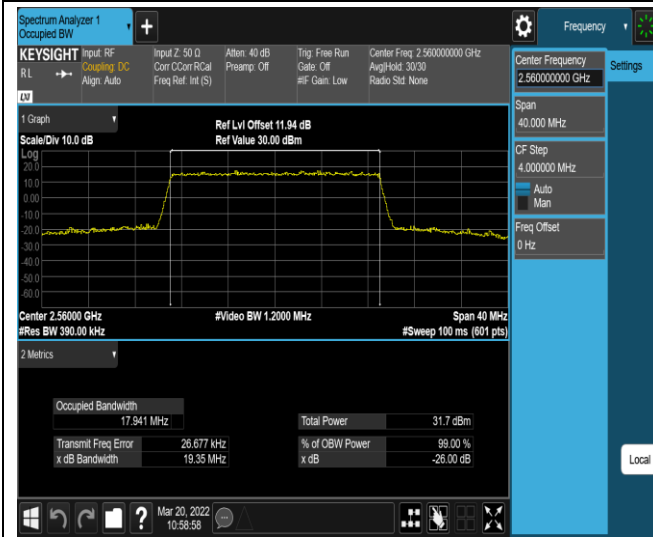 Spectrum Analyzer 1
Occupied BW
+
Frequency
KEYSIGHT
RL
LXI
Input: RF
Coupling: DC
Align: Auto
Input Z: 50 Ω
Corr CCorr RCal
Freq Ref: Int (S)
Atten: 40 dB
Preamp: Off
Trig: Free Run
Gate: Off
#IF Gain: Low
Center Freq: 2.560000000 GHz
Avg|Hold: 30/30
Radio Std: None
Center Frequency
2.560000000 GHz
Settings
Span
40.000 MHz
CF Step
4.000000 MHz
Auto
Man
Freq Offset
0 Hz
1 Graph
Scale/Div 10.0 dB
Ref Lvl Offset 11.94 dB
Ref Value 30.00 dBm
Log
20.0
10.0
0.00
-10.0
-20.0
-30.0
-40.0
-50.0
-60.0
Center 2.56000 GHz
#Res BW 390.00 kHz
#Video BW 1.2000 MHz
Span 40 MHz
#Sweep 100 ms (601 pts)
2 Metrics
Occupied Bandwidth
17.941 MHz
Total Power 31.7 dBm
Transmit Freq Error 26.677 kHz
% of OBW Power 99.00 %
x dB Bandwidth 19.35 MHz
x dB -26.00 dB
Local
?
Mar 20, 2022
10:58:58